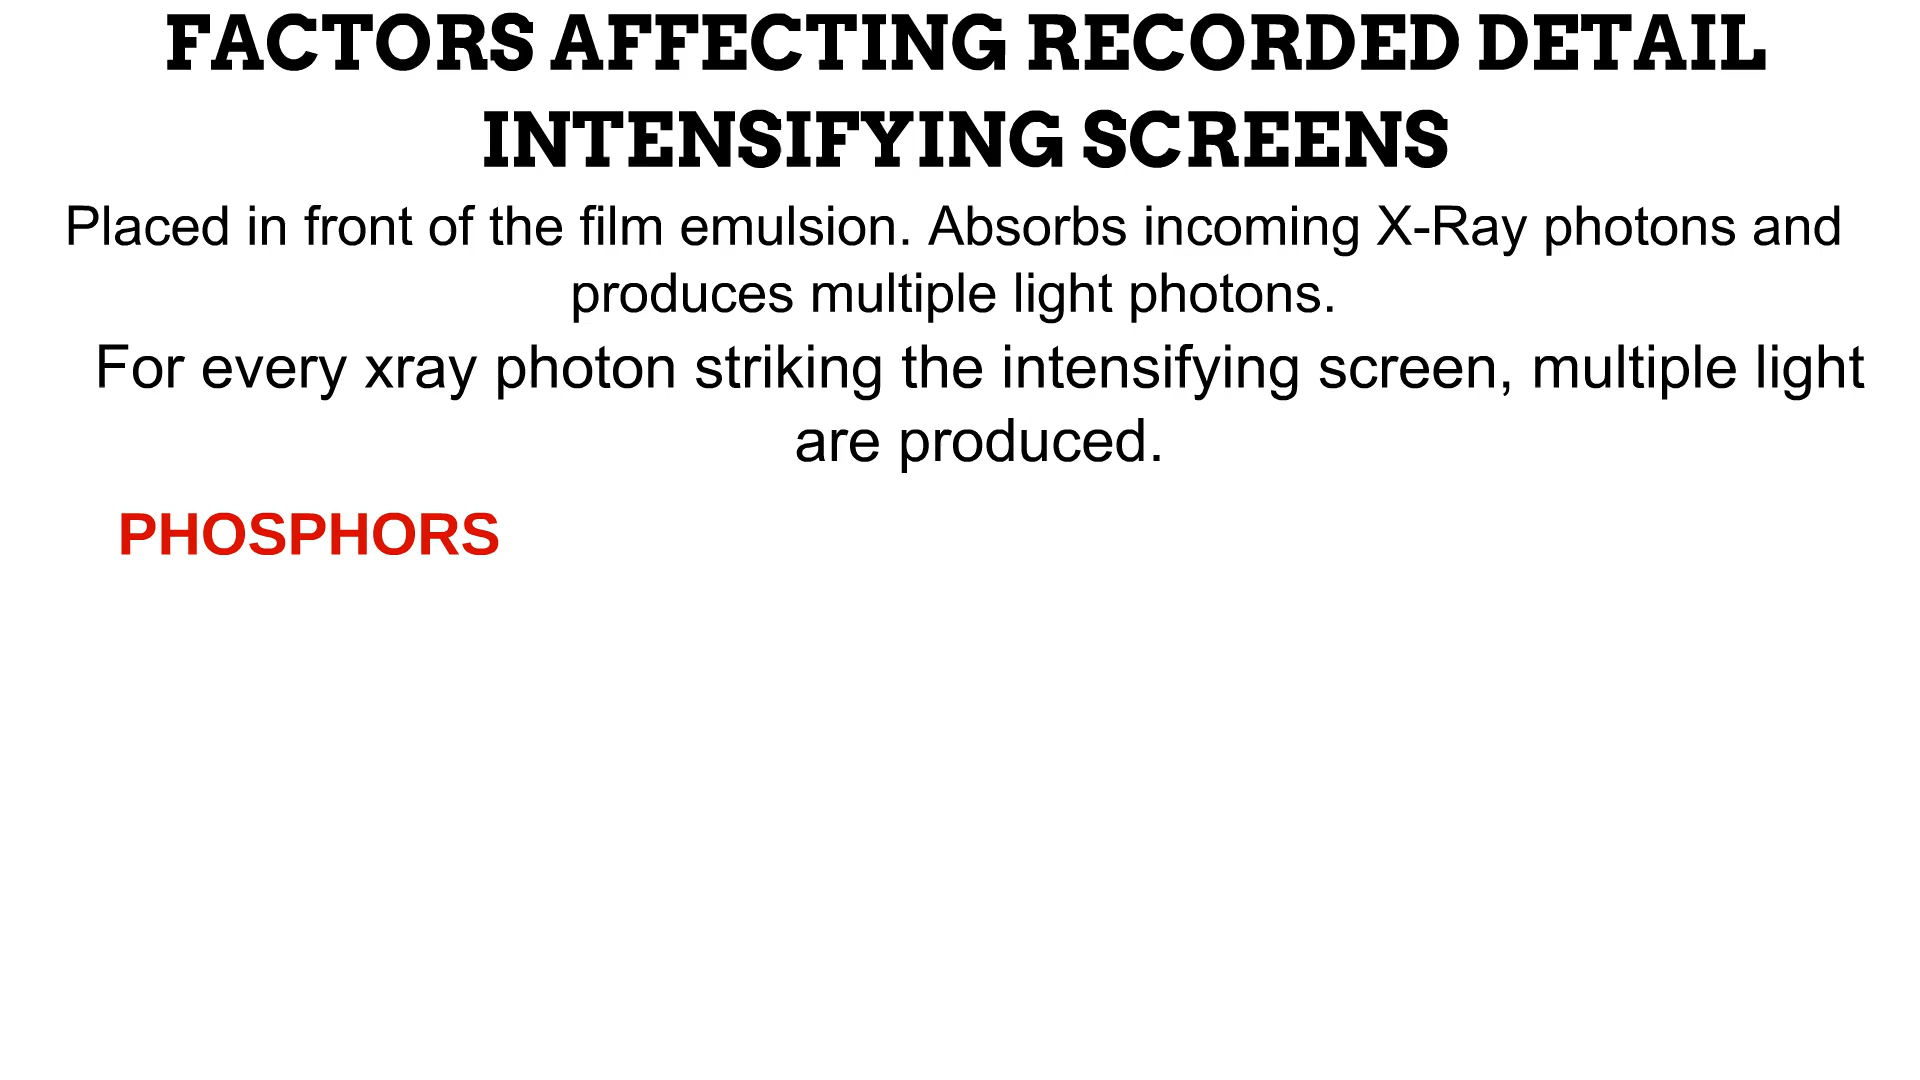 FACTORS AFFECTING RECORDED DETAIL
INTENSIFYING SCREENS
Placed in front of the film emulsion. Absorbs incoming X-Ray photons and
produces multiple light photons.
For every xray photon striking the intensifying screen, multiple light
are produced.
PHOSPHORS